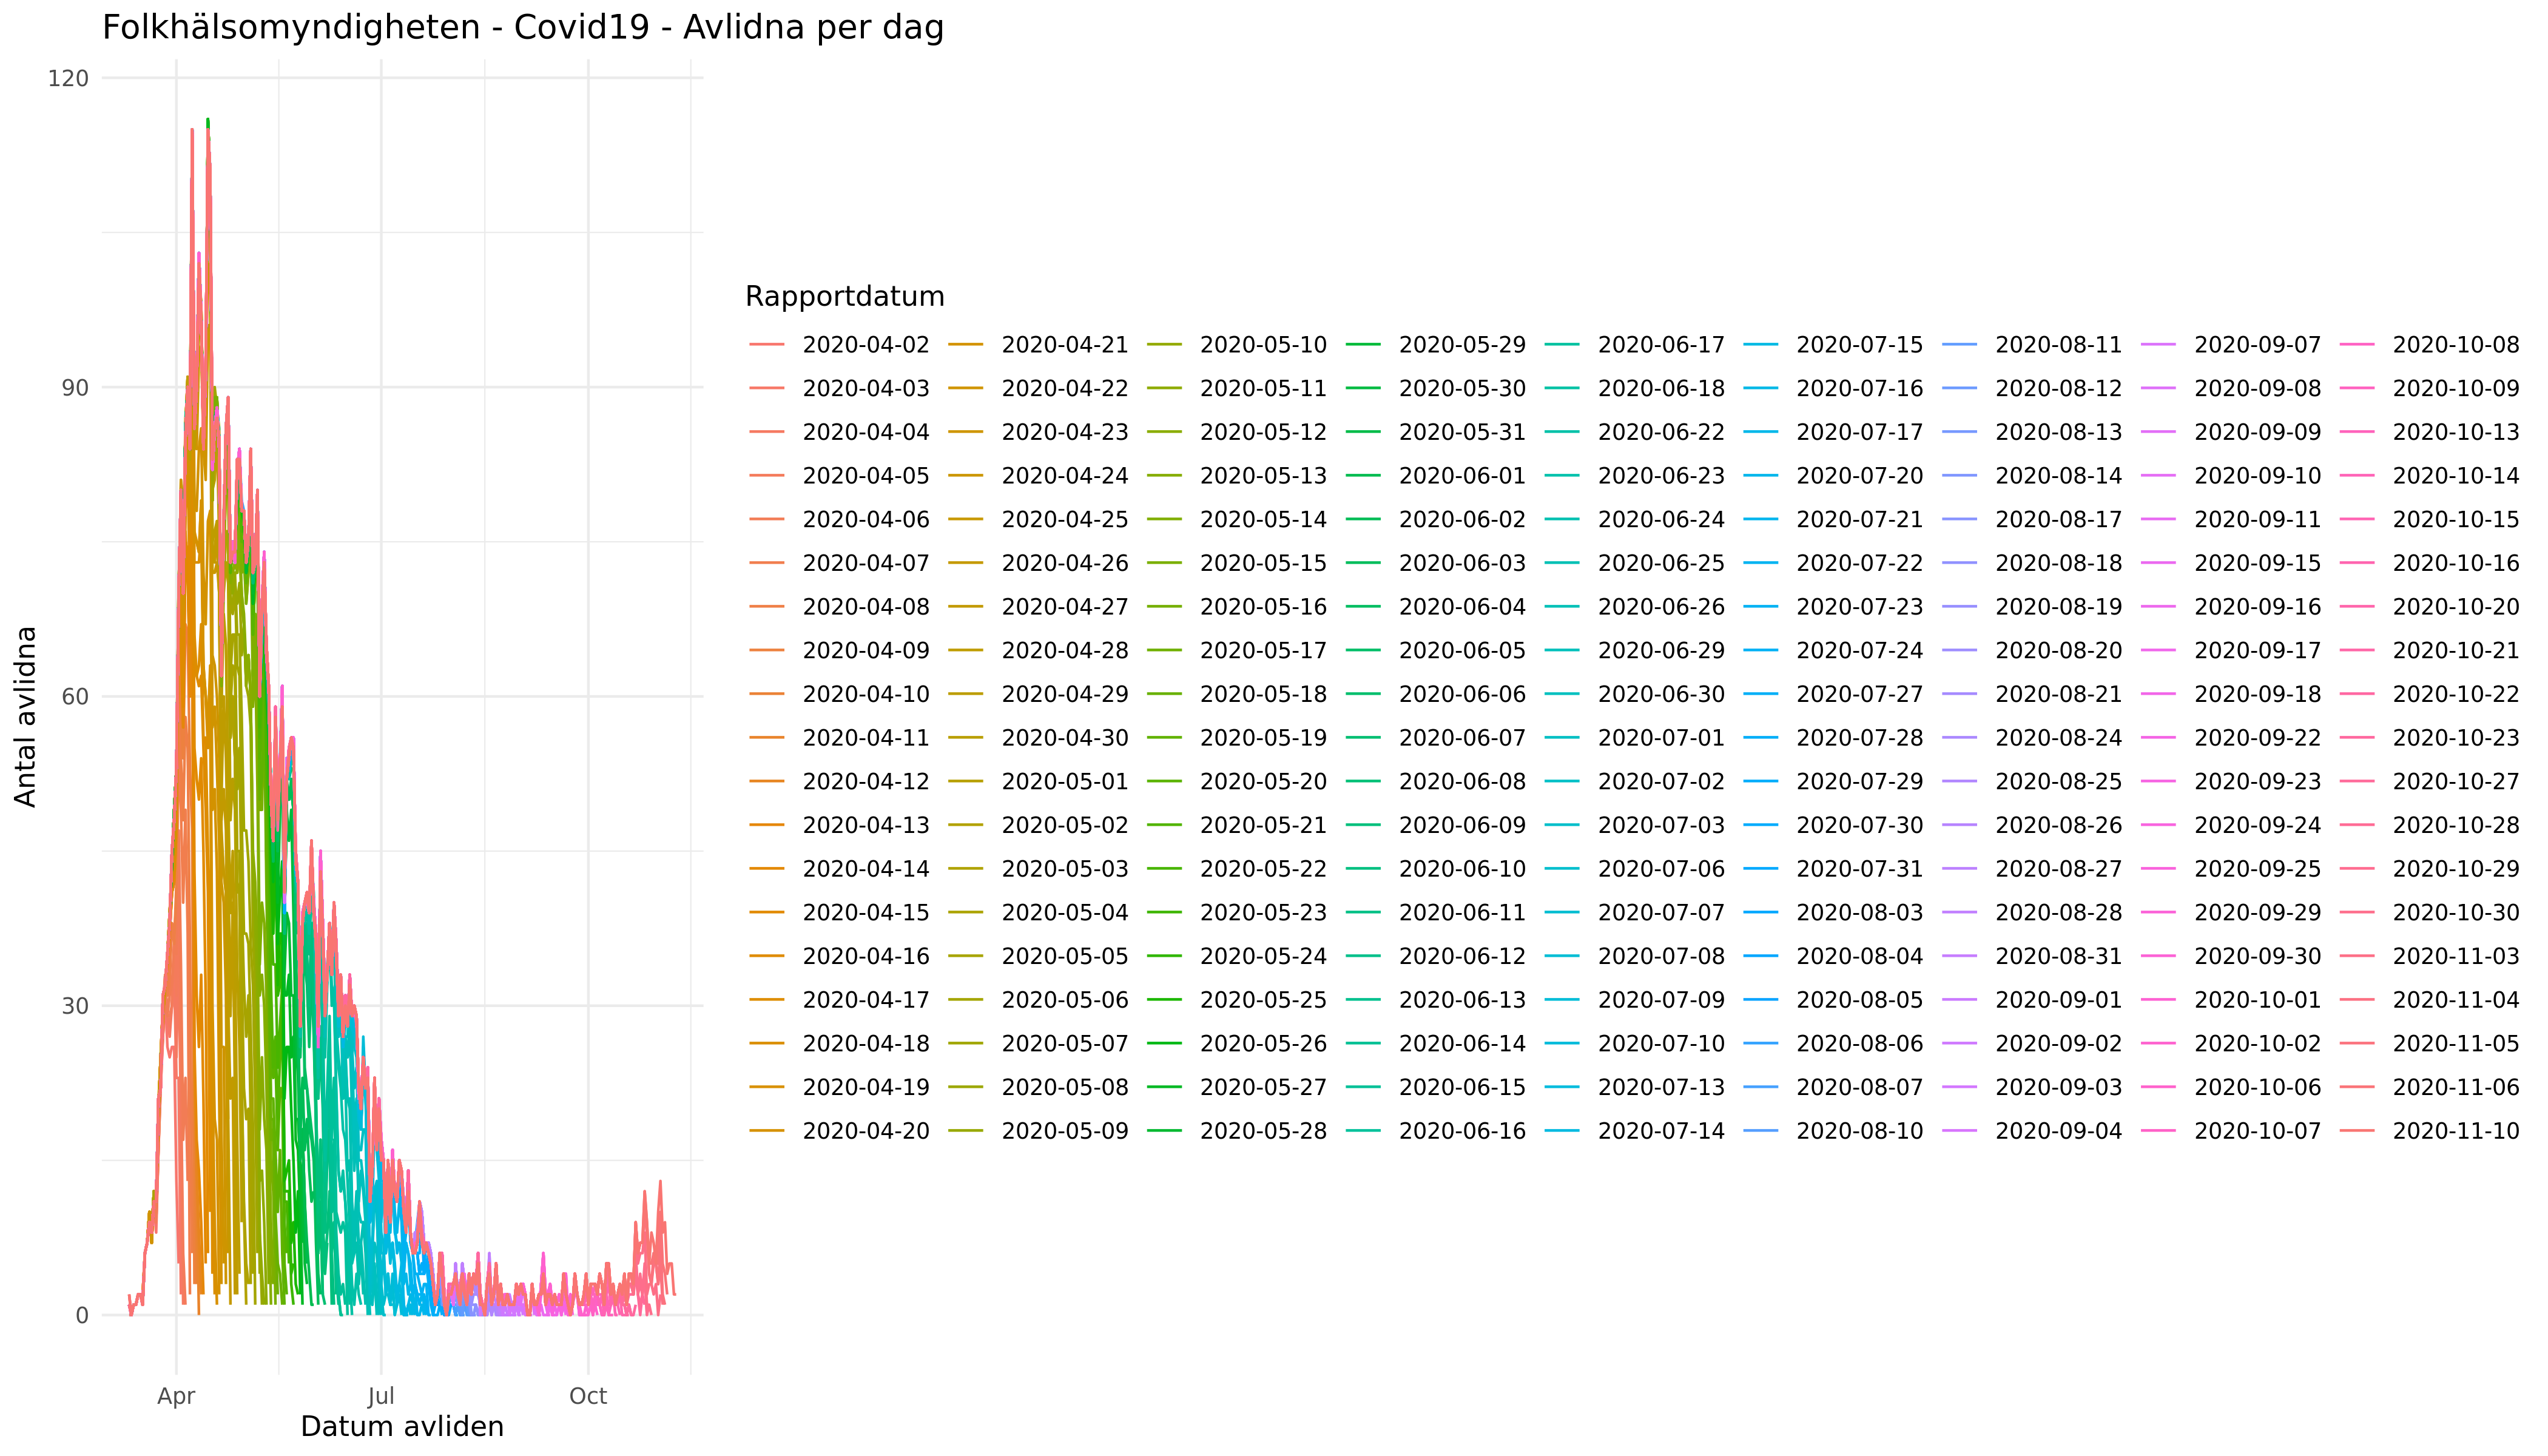 Folkhälsomyndigheten - Covid19 - Avlidna per dag
120
90
60
30
0
Antal avlidna
Apr Jul Oct
Datum avliden
Rapportdatum
2020-04-02 2020-04-21 2020-05-10 2020-05-29 2020-06-17 2020-07-15 2020-08-11 2020-09-07 2020-10-08
2020-04-03 2020-04-22 2020-05-11 2020-05-30 2020-06-18 2020-07-16 2020-08-12 2020-09-08 2020-10-09
2020-04-04 2020-04-23 2020-05-12 2020-05-31 2020-06-22 2020-07-17 2020-08-13 2020-09-09 2020-10-13
2020-04-05 2020-04-24 2020-05-13 2020-06-01 2020-06-23 2020-07-20 2020-08-14 2020-09-10 2020-10-14
2020-04-06 2020-04-25 2020-05-14 2020-06-02 2020-06-24 2020-07-21 2020-08-17 2020-09-11 2020-10-15
2020-04-07 2020-04-26 2020-05-15 2020-06-03 2020-06-25 2020-07-22 2020-08-18 2020-09-15 2020-10-16
2020-04-08 2020-04-27 2020-05-16 2020-06-04 2020-06-26 2020-07-23 2020-08-19 2020-09-16 2020-10-20
2020-04-09 2020-04-28 2020-05-17 2020-06-05 2020-06-29 2020-07-24 2020-08-20 2020-09-17 2020-10-21
2020-04-10 2020-04-29 2020-05-18 2020-06-06 2020-06-30 2020-07-27 2020-08-21 2020-09-18 2020-10-22
2020-04-11 2020-04-30 2020-05-19 2020-06-07 2020-07-01 2020-07-28 2020-08-24 2020-09-22 2020-10-23
2020-04-12 2020-05-01 2020-05-20 2020-06-08 2020-07-02 2020-07-29 2020-08-25 2020-09-23 2020-10-27
2020-04-13 2020-05-02 2020-05-21 2020-06-09 2020-07-03 2020-07-30 2020-08-26 2020-09-24 2020-10-28
2020-04-14 2020-05-03 2020-05-22 2020-06-10 2020-07-06 2020-07-31 2020-08-27 2020-09-25 2020-10-29
2020-04-15 2020-05-04 2020-05-23 2020-06-11 2020-07-07 2020-08-03 2020-08-28 2020-09-29 2020-10-30
2020-04-16 2020-05-05 2020-05-24 2020-06-12 2020-07-08 2020-08-04 2020-08-31 2020-09-30 2020-11-03
2020-04-17 2020-05-06 2020-05-25 2020-06-13 2020-07-09 2020-08-05 2020-09-01 2020-10-01 2020-11-04
2020-04-18 2020-05-07 2020-05-26 2020-06-14 2020-07-10 2020-08-06 2020-09-02 2020-10-02 2020-11-05
2020-04-19 2020-05-08 2020-05-27 2020-06-15 2020-07-13 2020-08-07 2020-09-03 2020-10-06 2020-11-06
2020-04-20 2020-05-09 2020-05-28 2020-06-16 2020-07-14 2020-08-10 2020-09-04 2020-10-07 2020-11-10